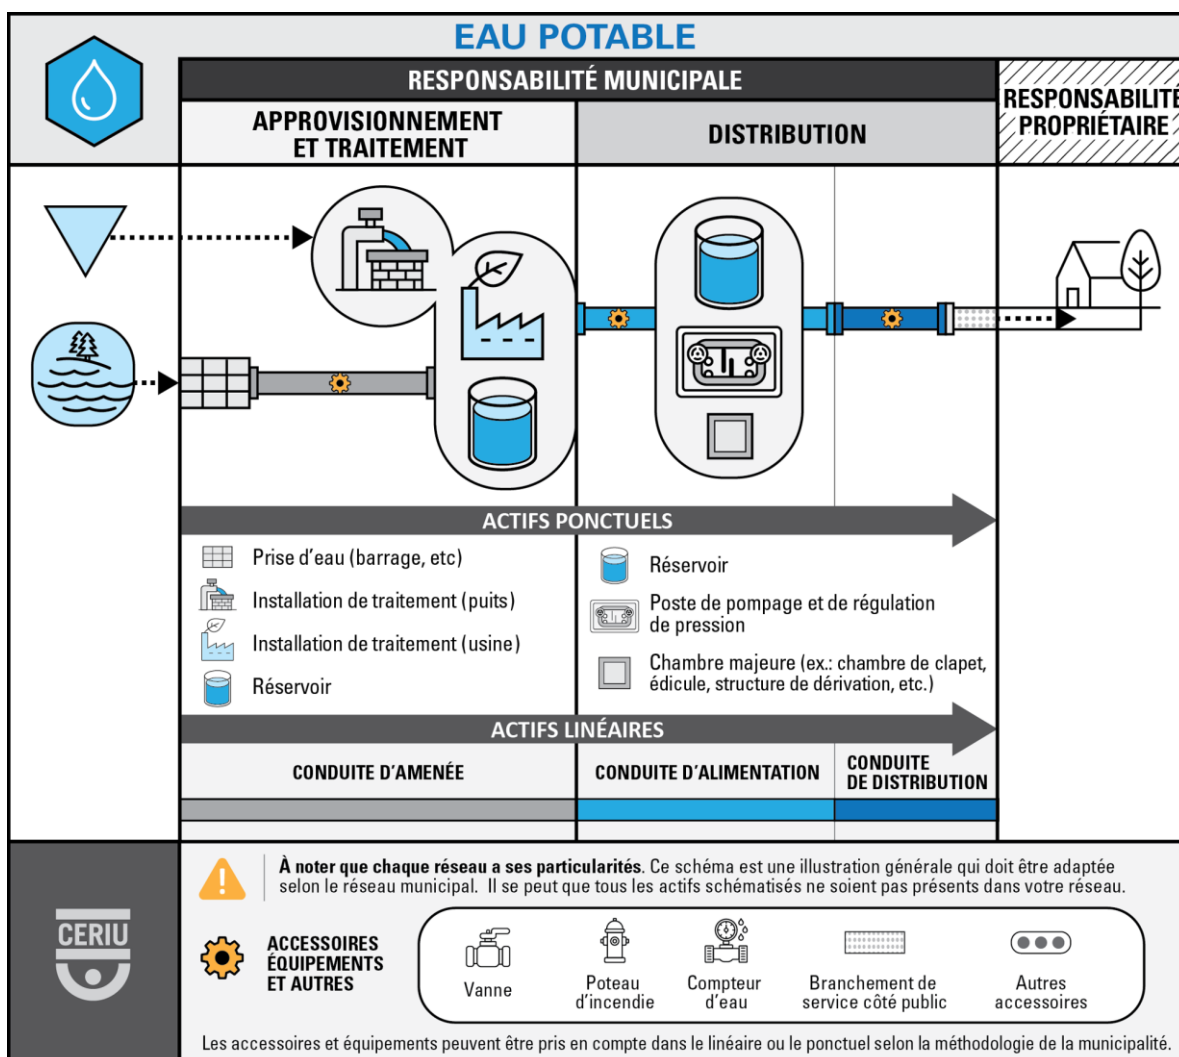 EAU POTABLE
RESPONSABILITÉ MUNICIPALE
RESPONSABILITÉ
PROPRIÉTAIRE
APPROVISIONNEMENT
ET TRAITEMENT
DISTRIBUTION
ACTIFS PONCTUELS
Prise d'eau (barrage, etc)
Installation de traitement (puits)
Installation de traitement (usine)
Réservoir
Réservoir
Poste de pompage et de régulation
de pression
Chambre majeure (ex.: chambre de clapet,
édicule, structure de dérivation, etc.)
ACTIFS LINÉAIRES
CONDUITE D'AMENÉE
CONDUITE D'ALIMENTATION
CONDUITE
DE DISTRIBUTION
CERIU
À noter que chaque réseau a ses particularités. Ce schéma est une illustration générale qui doit être adaptée
selon le réseau municipal. Il se peut que tous les actifs schématisés ne soient pas présents dans votre réseau.
ACCESSOIRES
ÉQUIPEMENTS
ET AUTRES
Vanne
Poteau
d'incendie
Compteur
d'eau
Branchement de
service côté public
Autres
accessoires
Les accessoires et équipements peuvent être pris en compte dans le linéaire ou le ponctuel selon la méthodologie de la municipalité.